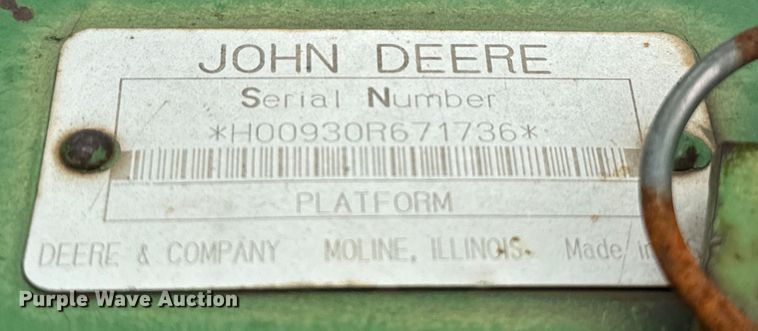 JOHN DEERE
Serial Number
*H00930R671736*
PLATFORM
DEERE & COMPANY MOLINE, ILLINOIS. Made in
Purple Wave Auction